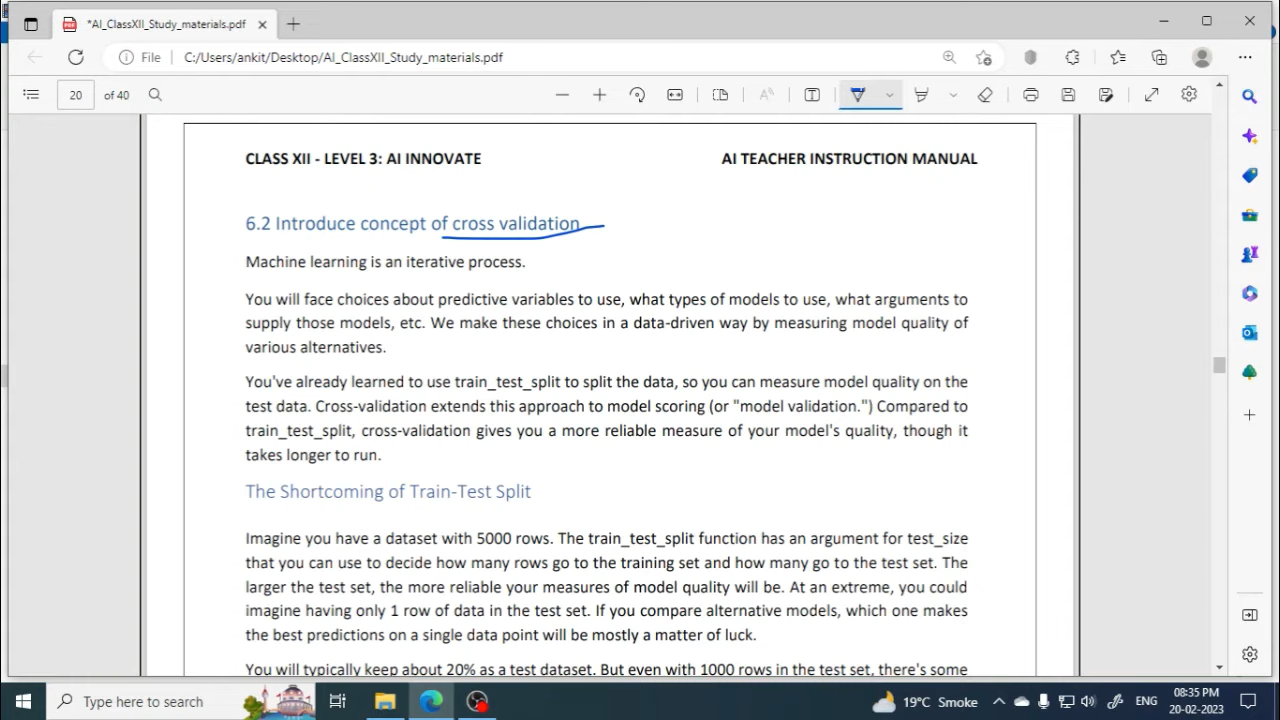 *AI_ClassXII_Study_materials.pdf
File C:/Users/ankit/Desktop/AI_ClassXII_Study_materials.pdf
20 of 40
CLASS XII - LEVEL 3: AI INNOVATE AI TEACHER INSTRUCTION MANUAL
6.2 Introduce concept of cross validation
Machine learning is an iterative process.
You will face choices about predictive variables to use, what types of models to use, what arguments to
supply those models, etc. We make these choices in a data-driven way by measuring model quality of
various alternatives.
You've already learned to use train_test_split to split the data, so you can measure model quality on the
test data. Cross-validation extends this approach to model scoring (or "model validation.") Compared to
train_test_split, cross-validation gives you a more reliable measure of your model's quality, though it
takes longer to run.
The Shortcoming of Train-Test Split
Imagine you have a dataset with 5000 rows. The train_test_split function has an argument for test_size
that you can use to decide how many rows go to the training set and how many go to the test set. The
larger the test set, the more reliable your measures of model quality will be. At an extreme, you could
imagine having only 1 row of data in the test set. If you compare alternative models, which one makes
the best predictions on a single data point will be mostly a matter of luck.
You will typically keep about 20% as a test dataset. But even with 1000 rows in the test set, there's some
Type here to search
19°C Smoke
ENG
08:35 PM
20-02-2023